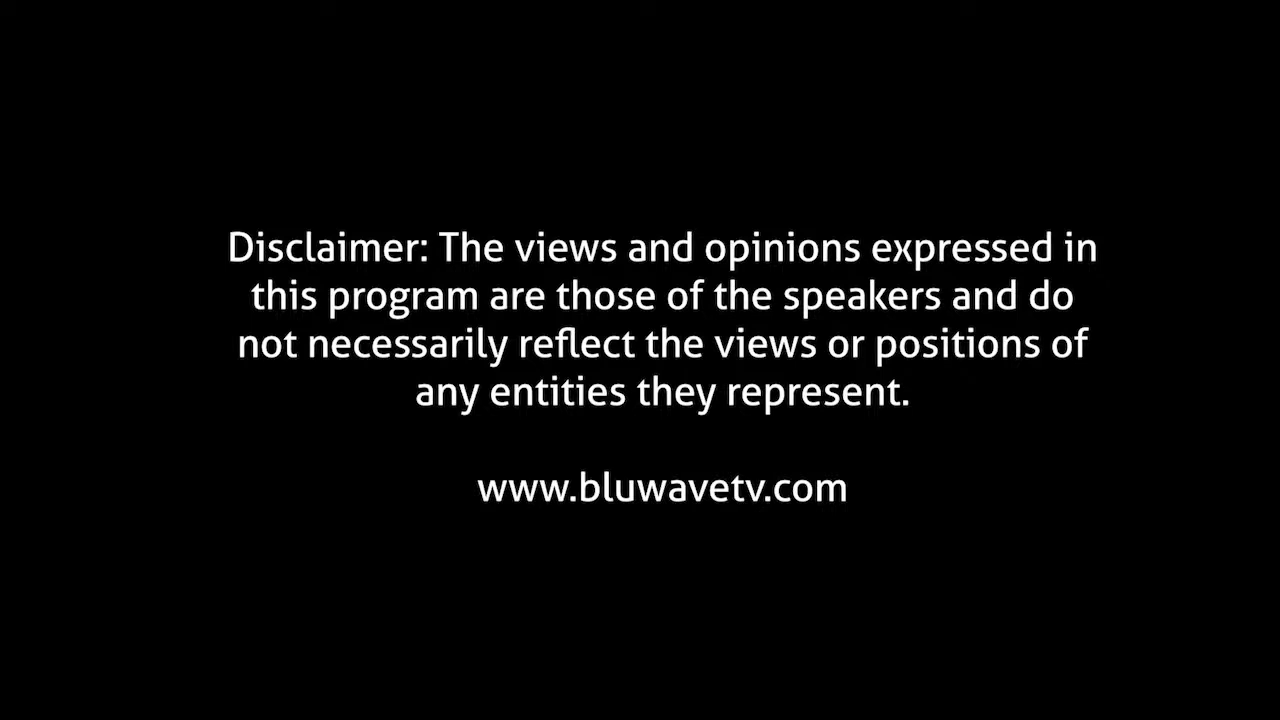 Disclaimer: The views and opinions expressed in
this program are those of the speakers and do
not necessarily reflect the views or positions of
any entities they represent.
www.bluwavetv.com